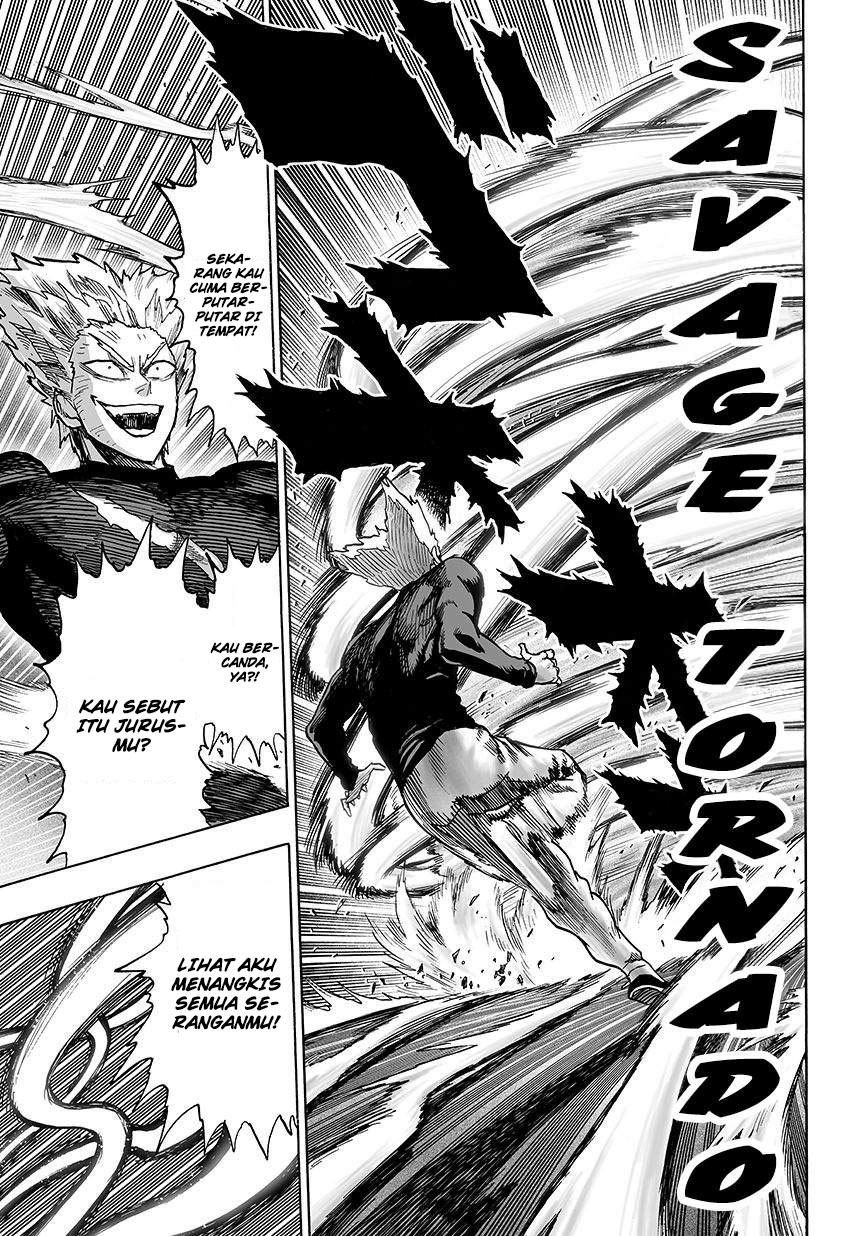 SAVAGE TORNADO
SEKA-
RANG KAU
CUMA BER-
PUTAR-
PUTAR DI
TEMPAT!
KAU BER-
CANDA,
YA?!
KAU SEBUT
ITU JURUS-
MU?
LIHAT AKU
MENANGKIS
SEMUA SE-
RANGANMU!